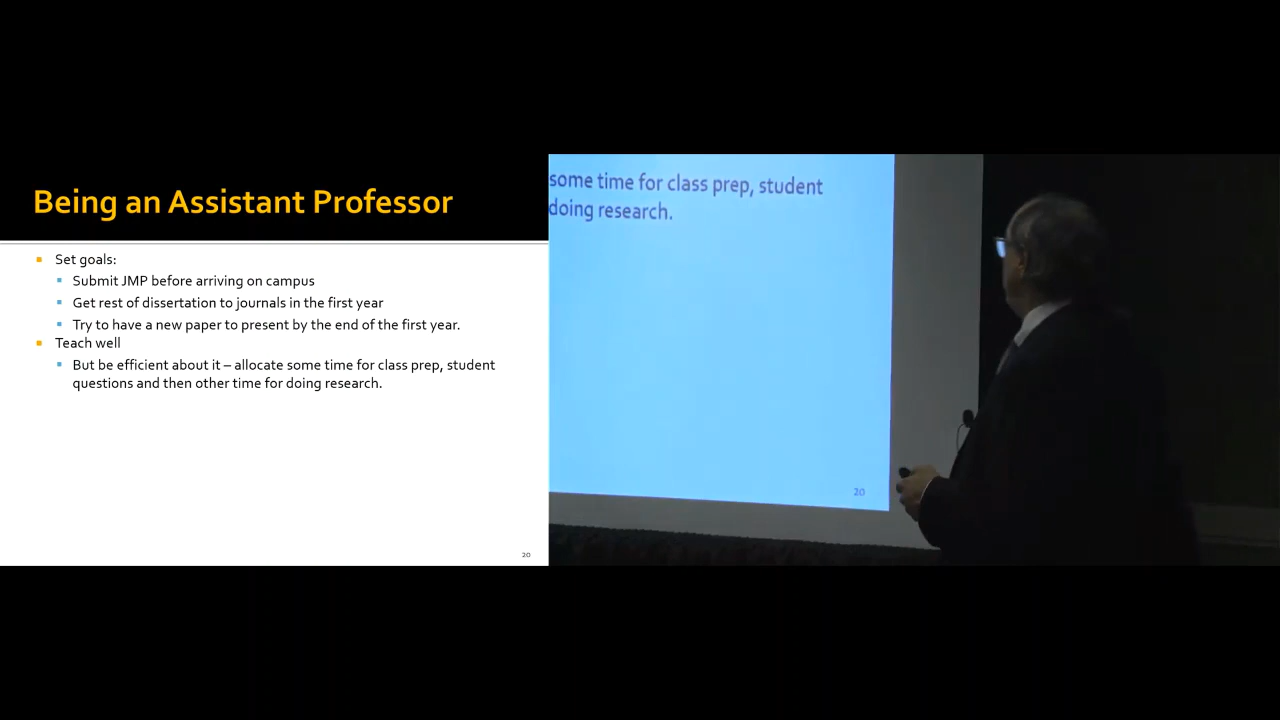 Being an Assistant Professor
Set goals:
Submit JMP before arriving on campus
Get rest of dissertation to journals in the first year
Try to have a new paper to present by the end of the first year.
Teach well
But be efficient about it – allocate some time for class prep, student
questions and then other time for doing research.
20
some time for class prep, student
doing research.
20